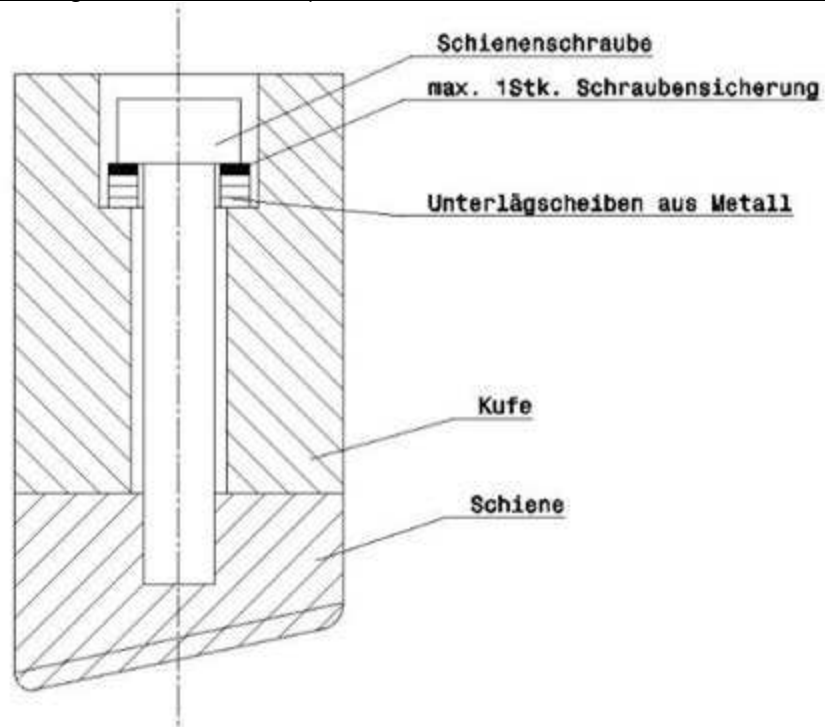 Schienenschraube
max. 1Stk. Schraubensicherung
Unterlägscheiben aus Metall
Kufe
Schiene